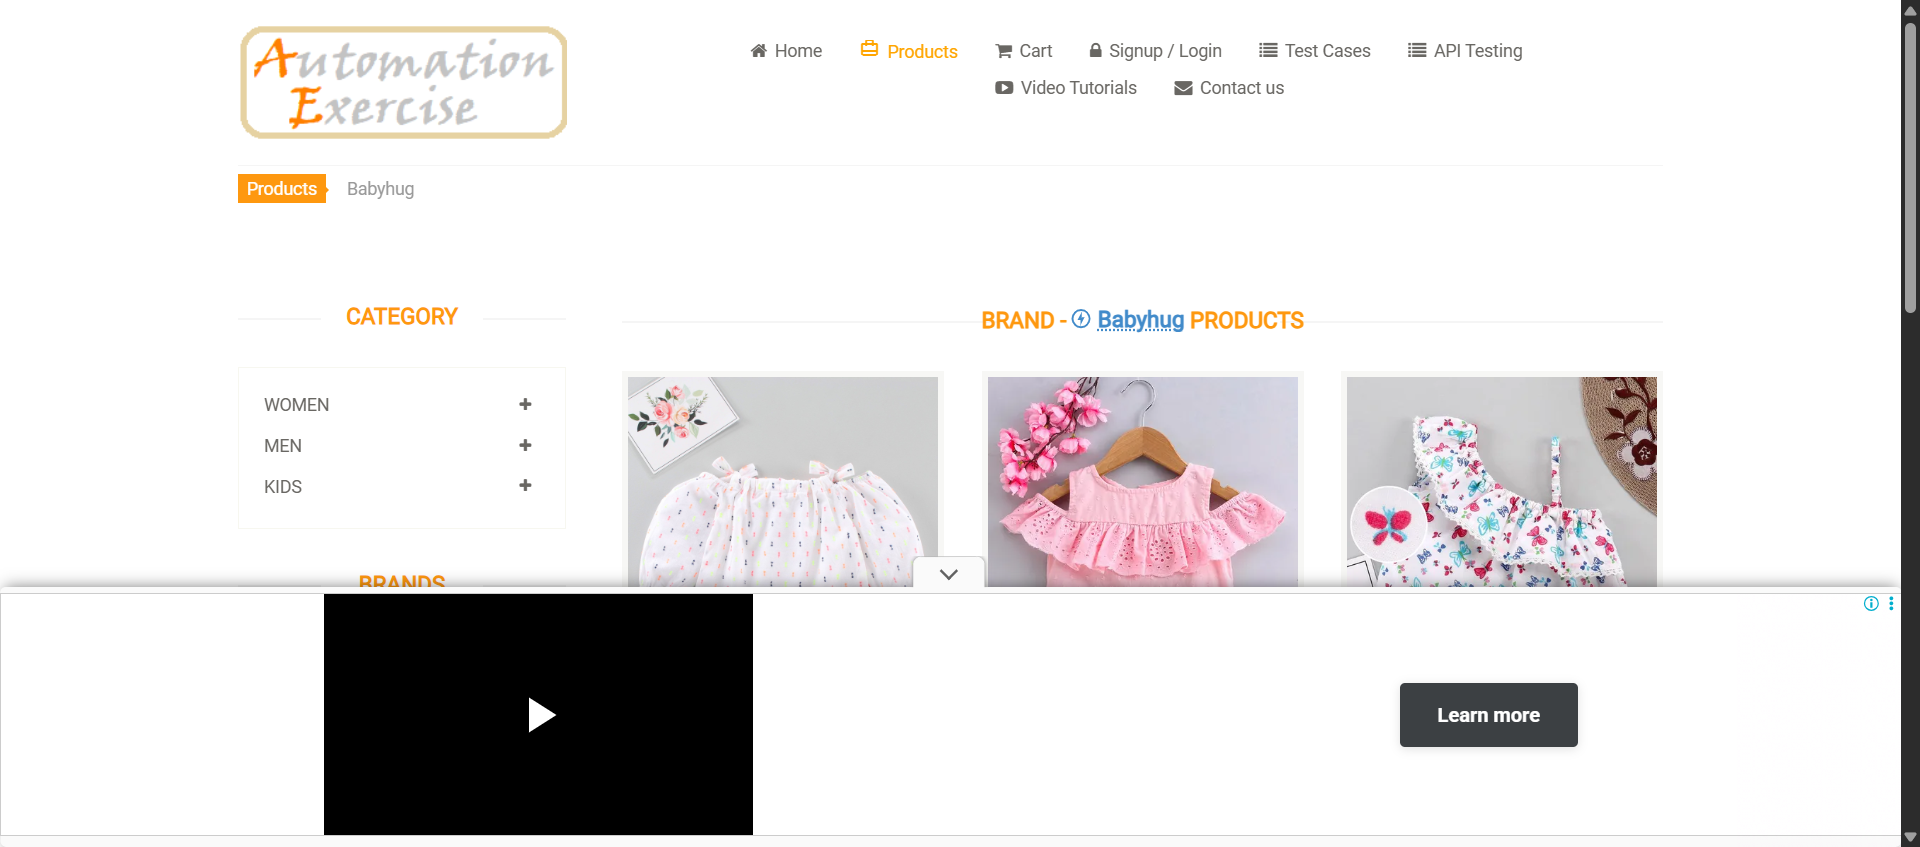 Automation
Exercise
Home
Products
Cart
Signup / Login
Test Cases
API Testing
Video Tutorials
Contact us
Products
Babyhug
CATEGORY
BRAND - Babyhug PRODUCTS
WOMEN
MEN
KIDS
BRANDS
Learn more